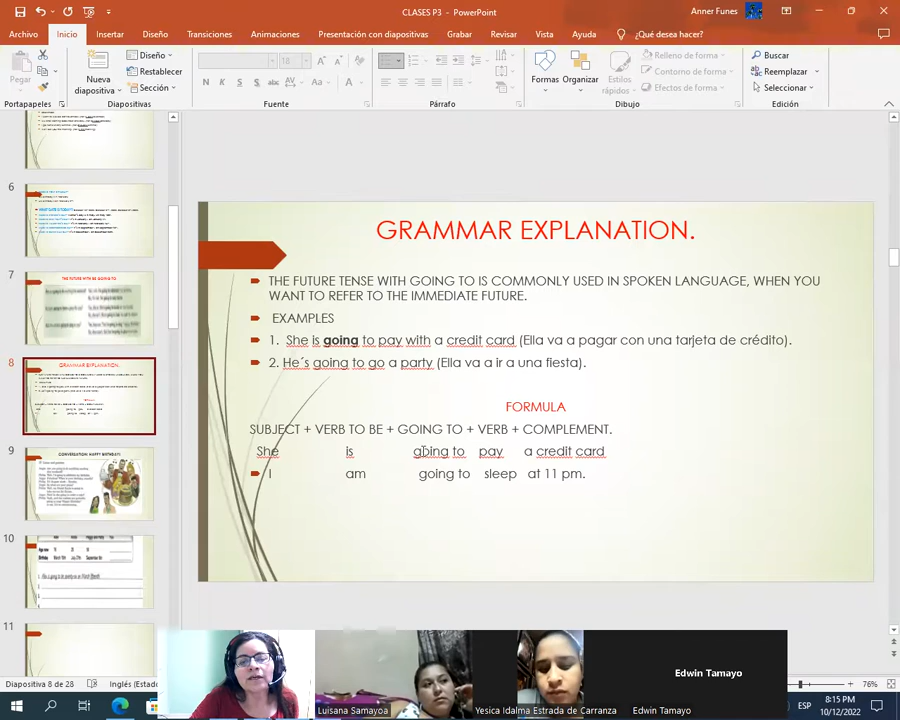 CLASES P3 - PowerPoint
Anner Funes
Archivo Inicio Insertar Diseño Transiciones Animaciones Presentación con diapositivas Grabar Revisar Vista Ayuda ¿Qué desea hacer?
Pegar
Nueva diapositiva
Diseño
Restablecer
Sección
18
N K S
Formas
Organizar
Estilos rápidos
Relleno de forma
Contorno de forma
Efectos de forma
Buscar
Reemplazar
Seleccionar
Portapapeles Diapositivas Fuente Párrafo Dibujo Edición
6
7
THE FUTURE WITH BE GOING TO
8
GRAMMAR EXPLANATION.
9
CONVERSATION: HAPPY BIRTHDAY!
10
11
GRAMMAR EXPLANATION.
THE FUTURE TENSE WITH GOING TO IS COMMONLY USED IN SPOKEN LANGUAGE, WHEN YOU
WANT TO REFER TO THE IMMEDIATE FUTURE.
EXAMPLES
1. She is going to pay with a credit card (Ella va a pagar con una tarjeta de crédito).
2. He´s going to go a party (Ella va a ir a una fiesta).
FORMULA
SUBJECT + VERB TO BE + GOING TO + VERB + COMPLEMENT.
She is going to pay a credit card
I am going to sleep at 11 pm.
Edwin Tamayo
Luisana Samayoa
Yesica Idalma Estrada de Carranza
Edwin Tamayo
Diapositiva 8 de 28
Inglés (Estado
76%
ESP
8:15 PM
10/12/2022